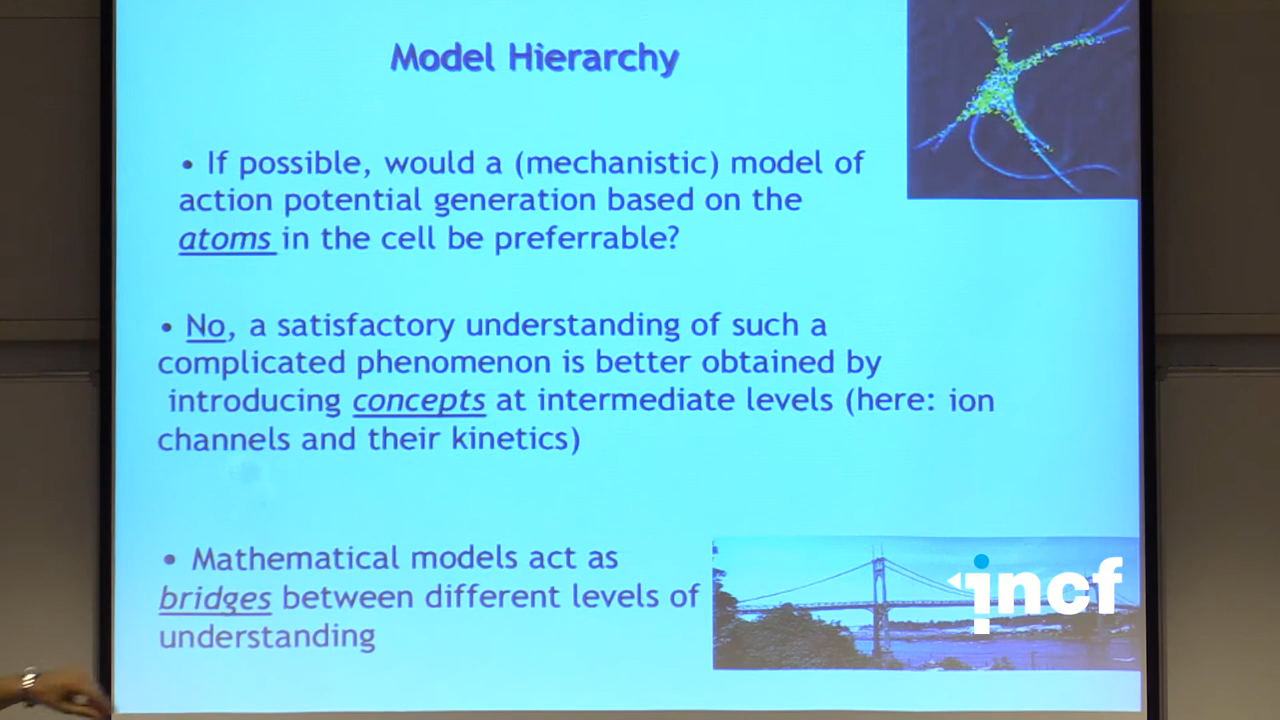 Model Hierarchy
• If possible, would a (mechanistic) model of
action potential generation based on the
atoms in the cell be preferrable?
• No, a satisfactory understanding of such a
complicated phenomenon is better obtained by
introducing concepts at intermediate levels (here: ion
channels and their kinetics)
• Mathematical models act as
bridges between different levels of
understanding
incf